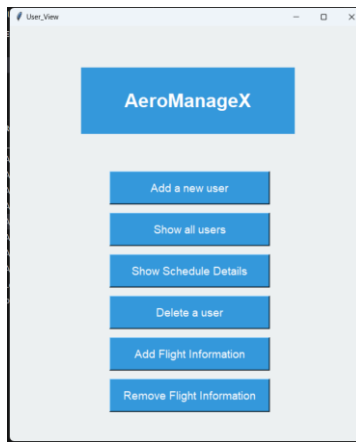 User_View
AeroManageX
Add a new user
Show all users
Show Schedule Details
Delete a user
Add Flight Information
Remove Flight Information